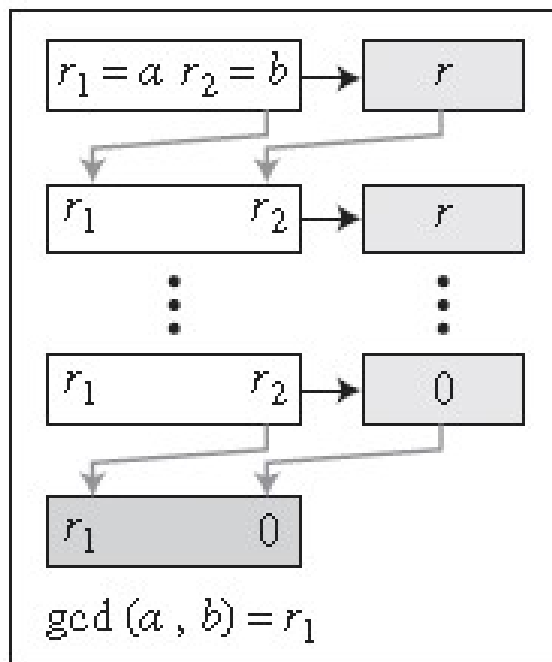 r₁ = a r₂ = b r
r₁ r₂ r
r₁ r₂ 0
r₁ 0
gcd (a , b) = r₁